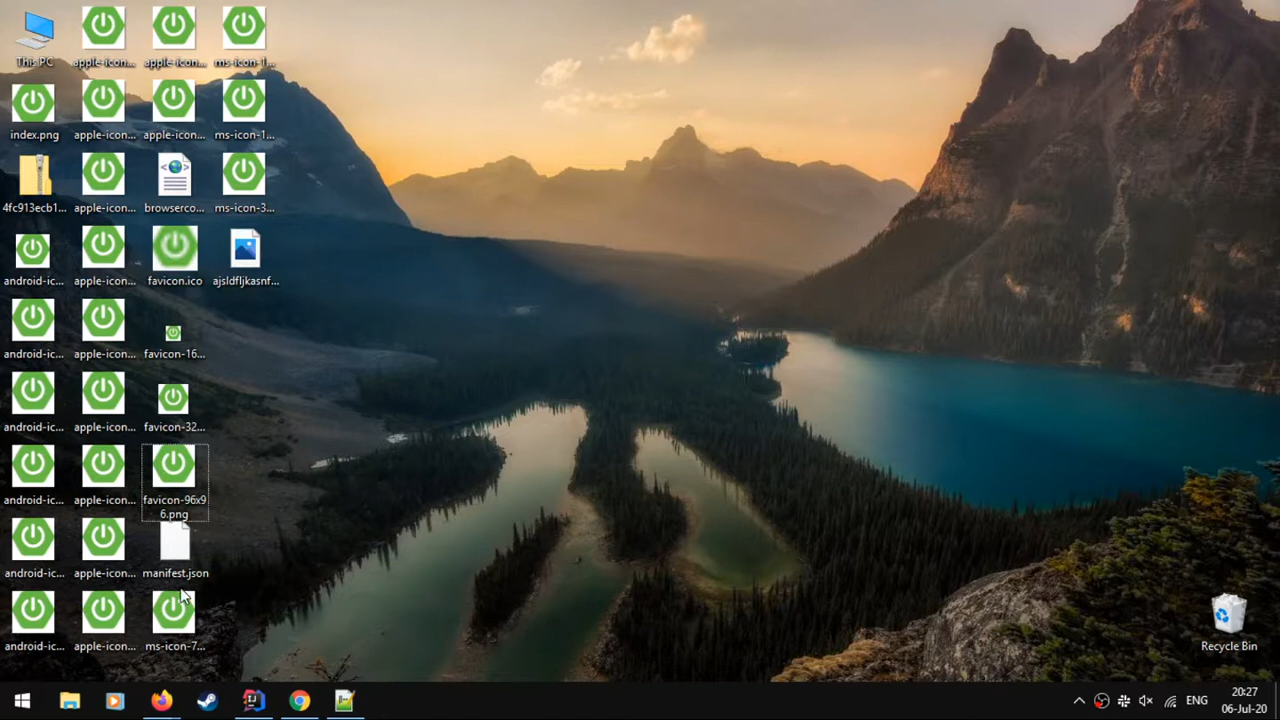 This PC
apple-icon...
apple-icon...
ms-icon-1...
index.png
apple-icon...
apple-icon...
ms-icon-1...
4fc913ecb1...
apple-icon...
browserco...
ms-icon-3...
android-ic...
apple-icon...
favicon.ico
ajsldfljkasnf...
android-ic...
apple-icon...
favicon-16...
android-ic...
apple-icon...
favicon-32...
android-ic...
apple-icon...
favicon-96x9
6.png
android-ic...
apple-icon...
manifest.json
android-ic...
apple-icon...
ms-icon-7...
Recycle Bin
ENG
20:27
06-Jul-20